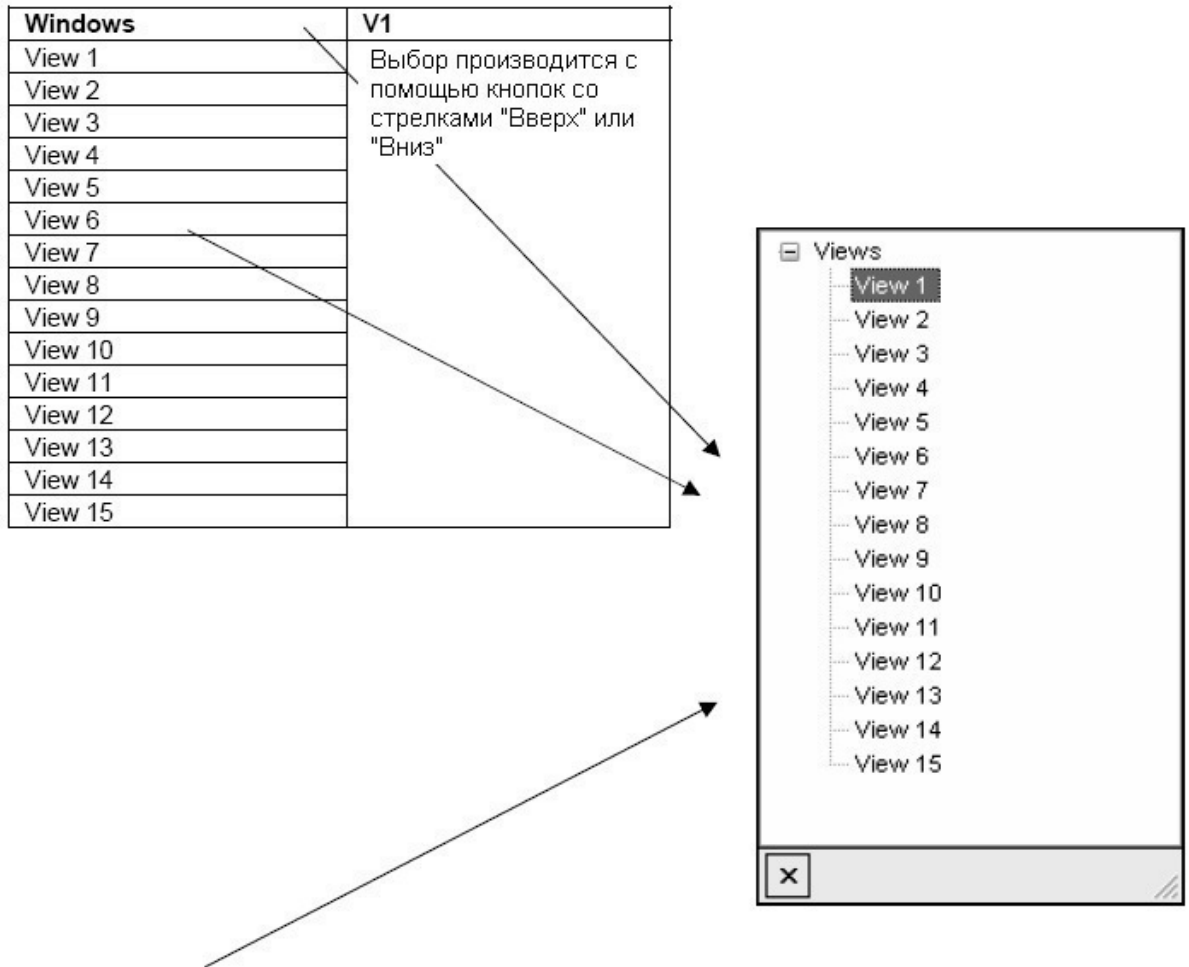 Windows
V1
View 1
View 2
View 3
View 4
View 5
View 6
View 7
View 8
View 9
View 10
View 11
View 12
View 13
View 14
View 15
Выбор производится с
помощью кнопок со
стрелками "Вверх" или
"Вниз"
Views
View 1
View 2
View 3
View 4
View 5
View 6
View 7
View 8
View 9
View 10
View 11
View 12
View 13
View 14
View 15